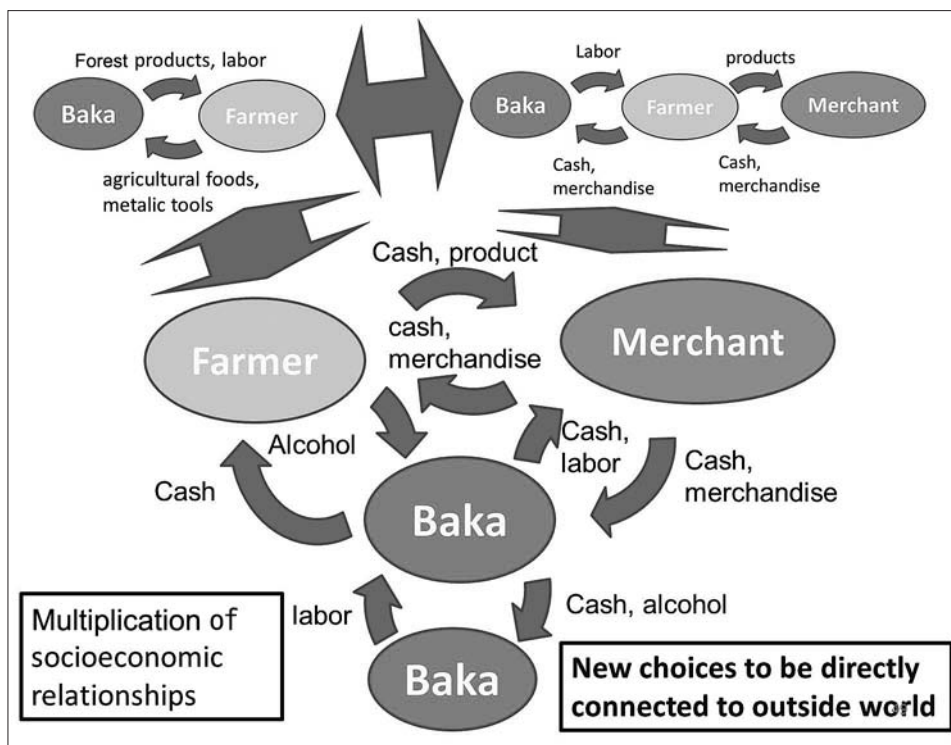 Forest products, labor
Baka
Farmer
agricultural foods,
metalic tools
Labor
products
Baka
Farmer
Merchant
Cash,
merchandise
Cash,
merchandise
Cash, product
Farmer
cash,
merchandise
Merchant
Alcohol
Cash
Cash,
labor
Cash,
merchandise
Baka
labor
Cash, alcohol
Baka
Multiplication of
socioeconomic
relationships
New choices to be directly
connected to outside world